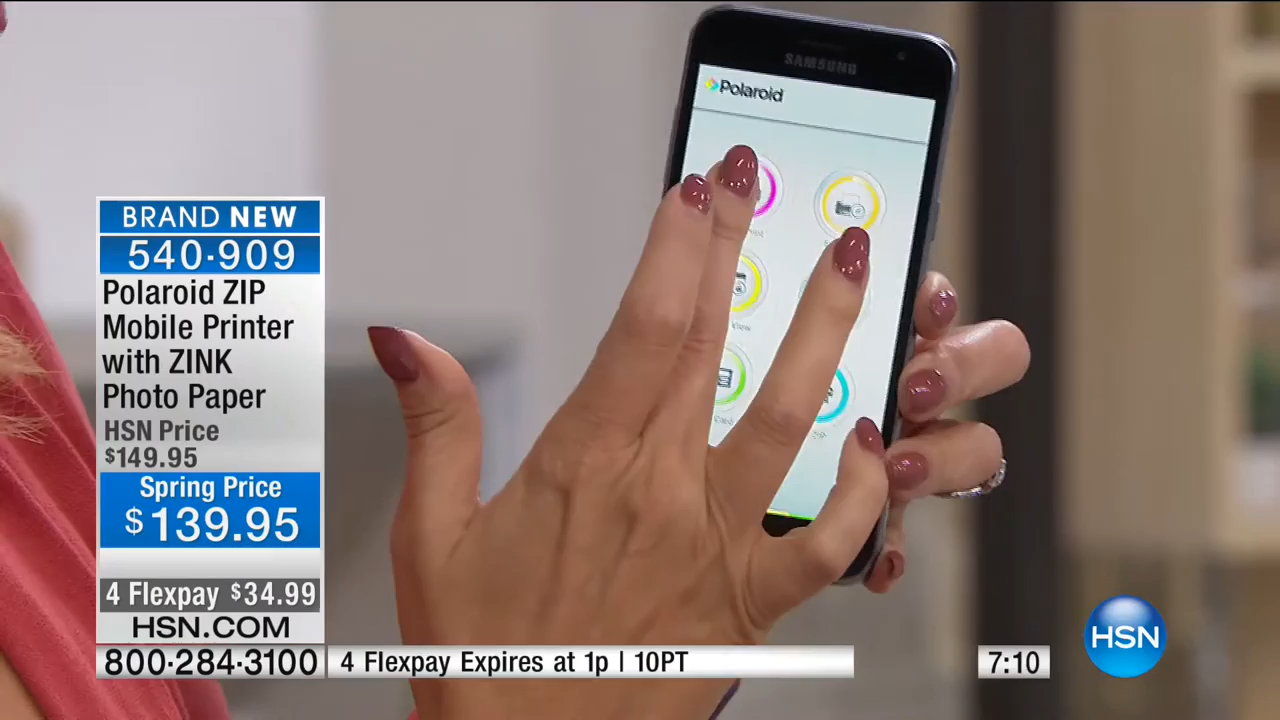 SAMSUNG
Polaroid
BRAND NEW
540·909
Polaroid ZIP
Mobile Printer
with ZINK
Photo Paper
HSN Price
$149.95
Spring Price
$139.95
4 Flexpay $34.99
HSN.COM
800·284·3100
4 Flexpay Expires at 1p | 10PT
7:10
HSN